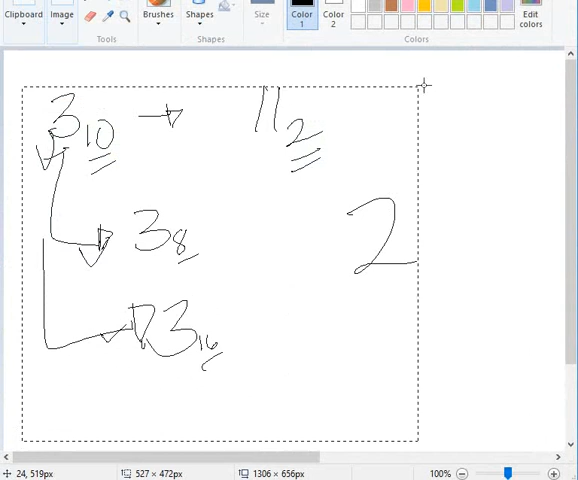 Clipboard Image Brushes Shapes Size Color 1 Color 2 Edit colors
Tools Shapes Colors
3₁₀ → 11₂
3₈
2
3₁₆
24, 519px 527 × 472px 1306 × 656px 100%